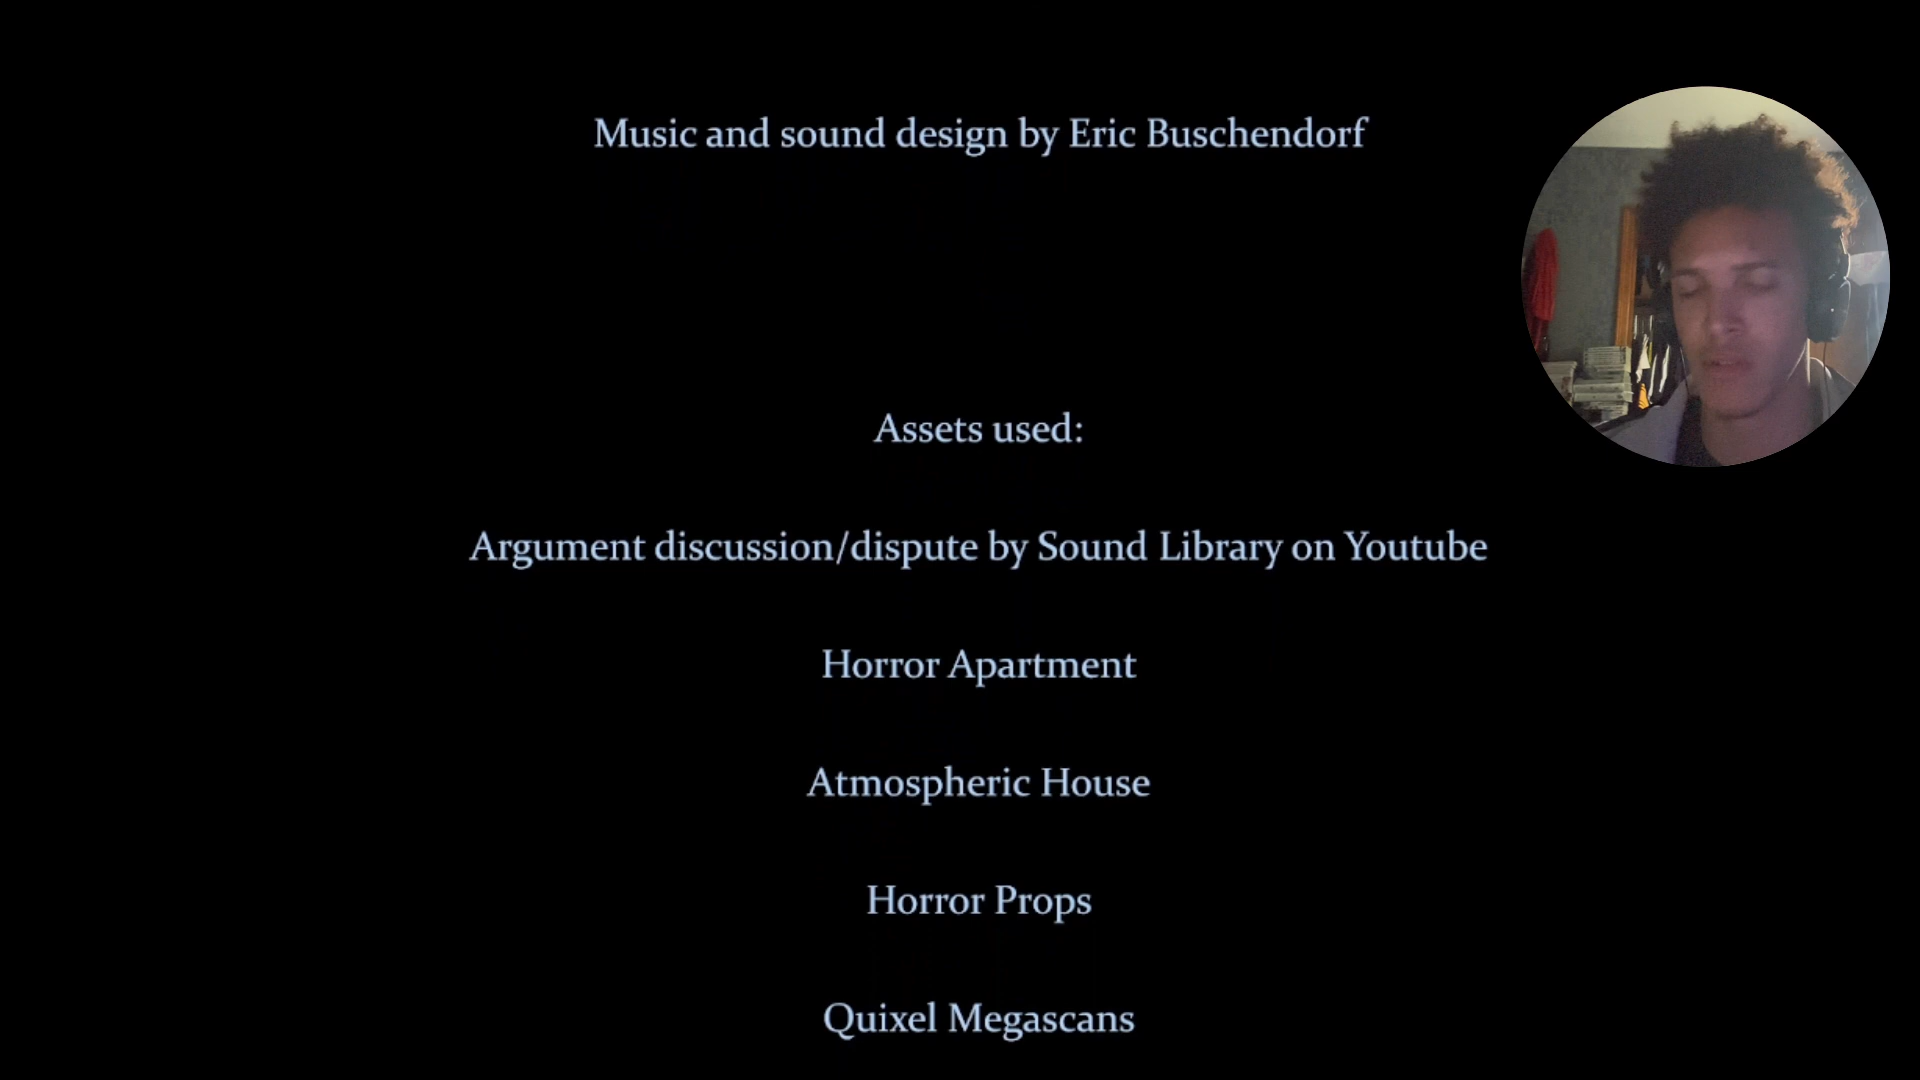 Music and sound design by Eric Buschendorf
Assets used:
Argument discussion/dispute by Sound Library on Youtube
Horror Apartment
Atmospheric House
Horror Props
Quixel Megascans